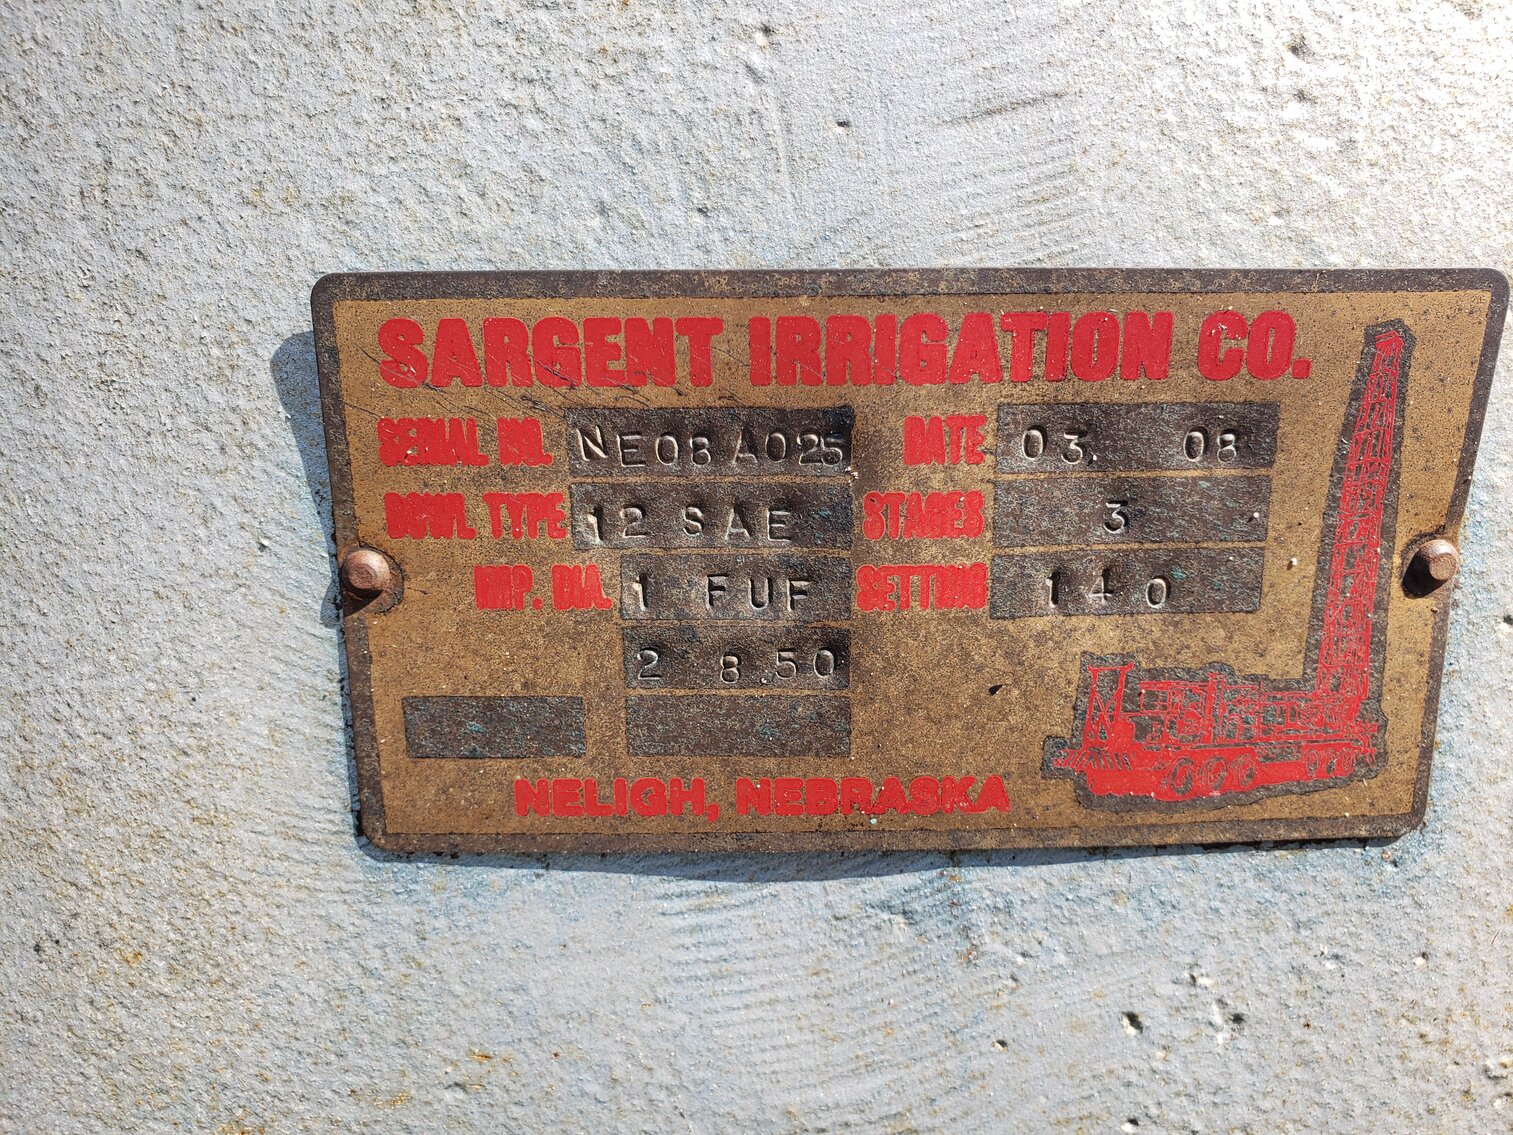 SARGENT IRRIGATION CO.
SERIAL NO. NE08A025 DATE 03 08
BOWL TYPE 12 SAE STAGES 3
IMP. DIA. 1 FUF SETTING 140
2 8.50
NELIGH, NEBRASKA